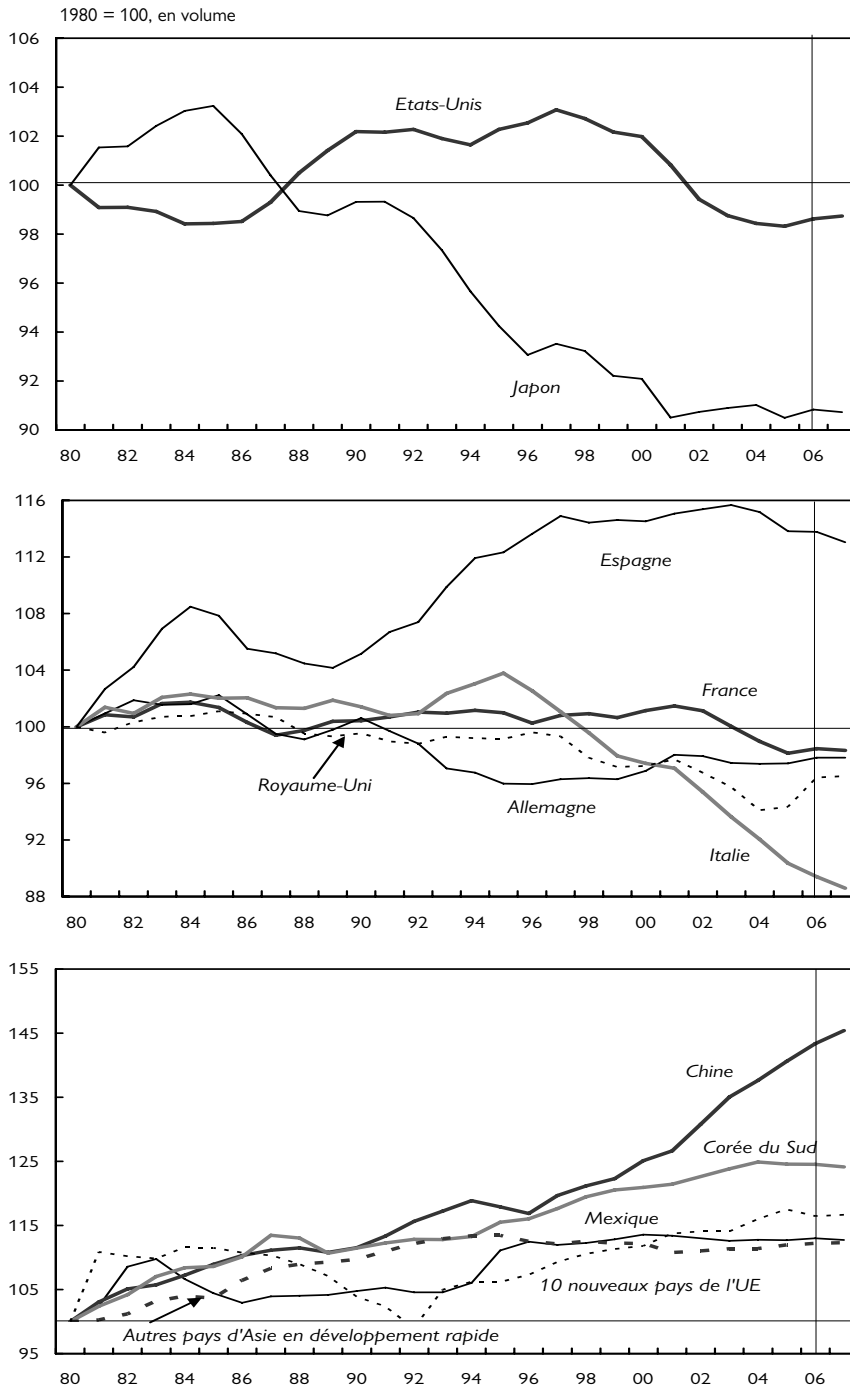 1980 = 100, en volume
106
104
102
100
98
96
94
92
90
Etats-Unis
Japon
80 82 84 86 88 90 92 94 96 98 00 02 04 06
116
112
108
104
100
96
92
88
Espagne
France
Royaume-Uni
Allemagne
Italie
80 82 84 86 88 90 92 94 96 98 00 02 04 06
155
145
135
125
115
105
95
Chine
Corée du Sud
Mexique
10 nouveaux pays de l'UE
Autres pays d'Asie en développement rapide
80 82 84 86 88 90 92 94 96 98 00 02 04 06